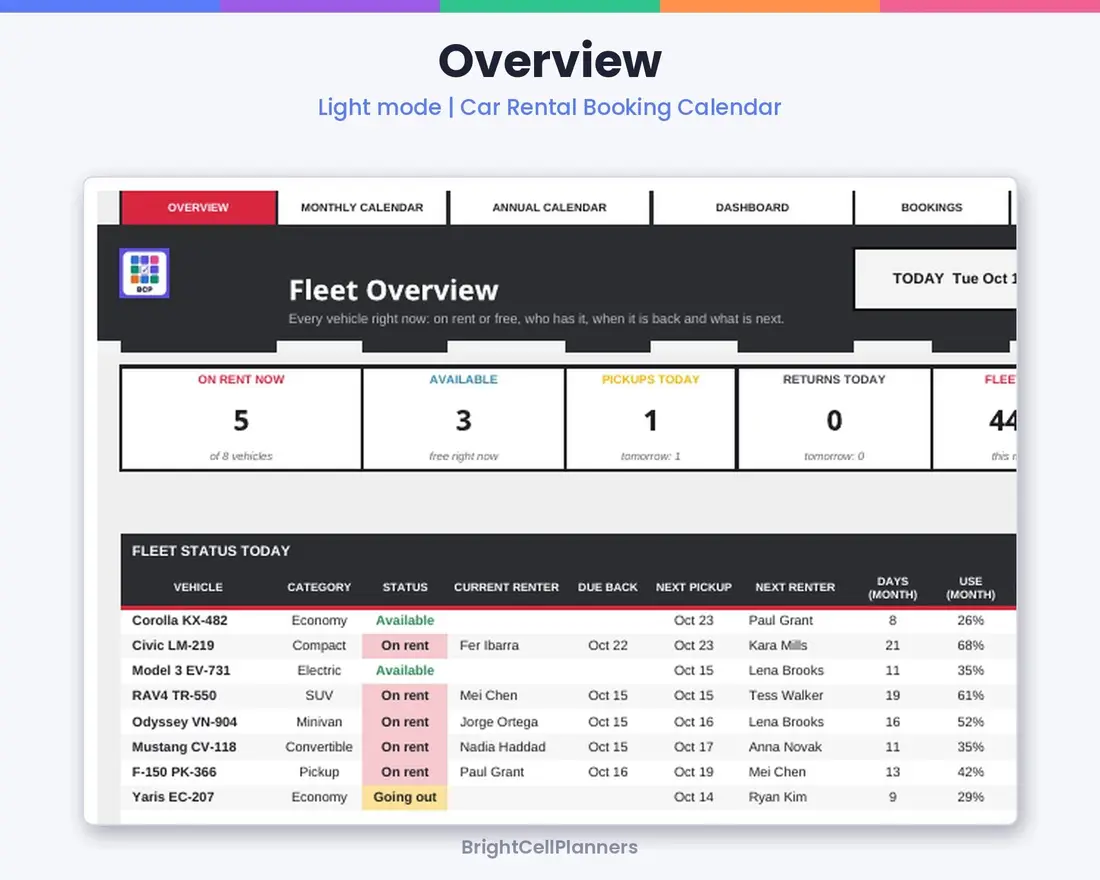 Overview
Light mode | Car Rental Booking Calendar
OVERVIEW MONTHLY CALENDAR ANNUAL CALENDAR DASHBOARD BOOKINGS
BCP
Fleet Overview
Every vehicle right now: on rent or free, who has it, when it is back and what is next.
TODAY Tue Oct 1
ON RENT NOW AVAILABLE PICKUPS TODAY RETURNS TODAY FLEE
5 3 1 0 44
of 8 vehicles free right now tomorrow: 1 tomorrow: 0 this
FLEET STATUS TODAY
VEHICLE CATEGORY STATUS CURRENT RENTER DUE BACK NEXT PICKUP NEXT RENTER DAYS (MONTH) USE (MONTH)
Corolla KX-482 Economy Available Oct 23 Paul Grant 8 26%
Civic LM-219 Compact On rent Fer Ibarra Oct 22 Oct 23 Kara Mills 21 68%
Model 3 EV-731 Electric Available Oct 15 Lena Brooks 11 35%
RAV4 TR-550 SUV On rent Mei Chen Oct 15 Oct 15 Tess Walker 19 61%
Odyssey VN-904 Minivan On rent Jorge Ortega Oct 15 Oct 16 Lena Brooks 16 52%
Mustang CV-118 Convertible On rent Nadia Haddad Oct 15 Oct 17 Anna Novak 11 35%
F-150 PK-366 Pickup On rent Paul Grant Oct 16 Oct 19 Mei Chen 13 42%
Yaris EC-207 Economy Going out Oct 14 Ryan Kim 9 29%
BrightCellPlanners